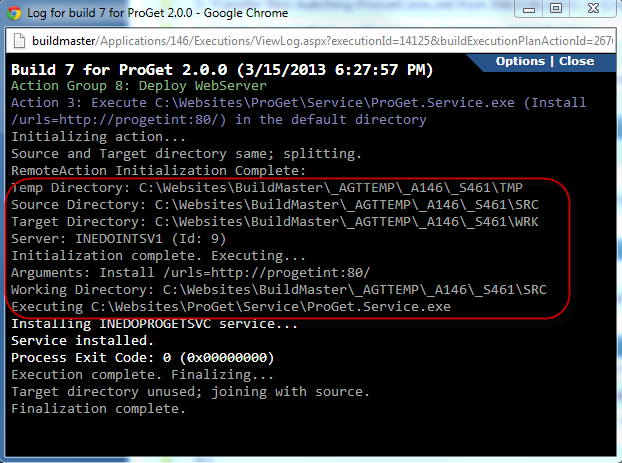 Log for build 7 for ProGet 2.0.0 - Google Chrome
buildmaster/Applications/146/Executions/ViewLog.aspx?executionId=14125&buildExecutionPlanActionId=267
Options | Close
Build 7 for ProGet 2.0.0 (3/15/2013 6:27:57 PM)
Action Group 8: Deploy WebServer
Action 3: Execute C:\Websites\ProGet\Service\ProGet.Service.exe (Install
/urls=http://progetint:80/) in the default directory
Initializing action...
Source and Target directory same; splitting.
RemoteAction Initialization Complete:
Temp Directory: C:\Websites\BuildMaster\_AGTTEMP\_A146\_S461\TMP
Source Directory: C:\Websites\BuildMaster\_AGTTEMP\_A146\_S461\SRC
Target Directory: C:\Websites\BuildMaster\_AGTTEMP\_A146\_S461\WRK
Server: INEDOINTSV1 (Id: 9)
Initialization complete. Executing...
Arguments: Install /urls=http://progetint:80/
Working Directory: C:\Websites\BuildMaster\_AGTTEMP\_A146\_S461\SRC
Executing C:\Websites\ProGet\Service\ProGet.Service.exe
Installing INEDOPROGETSVC service...
Service installed.
Process Exit Code: 0 (0x00000000)
Execution complete. Finalizing...
Target directory unused; joining with source.
Finalization complete.